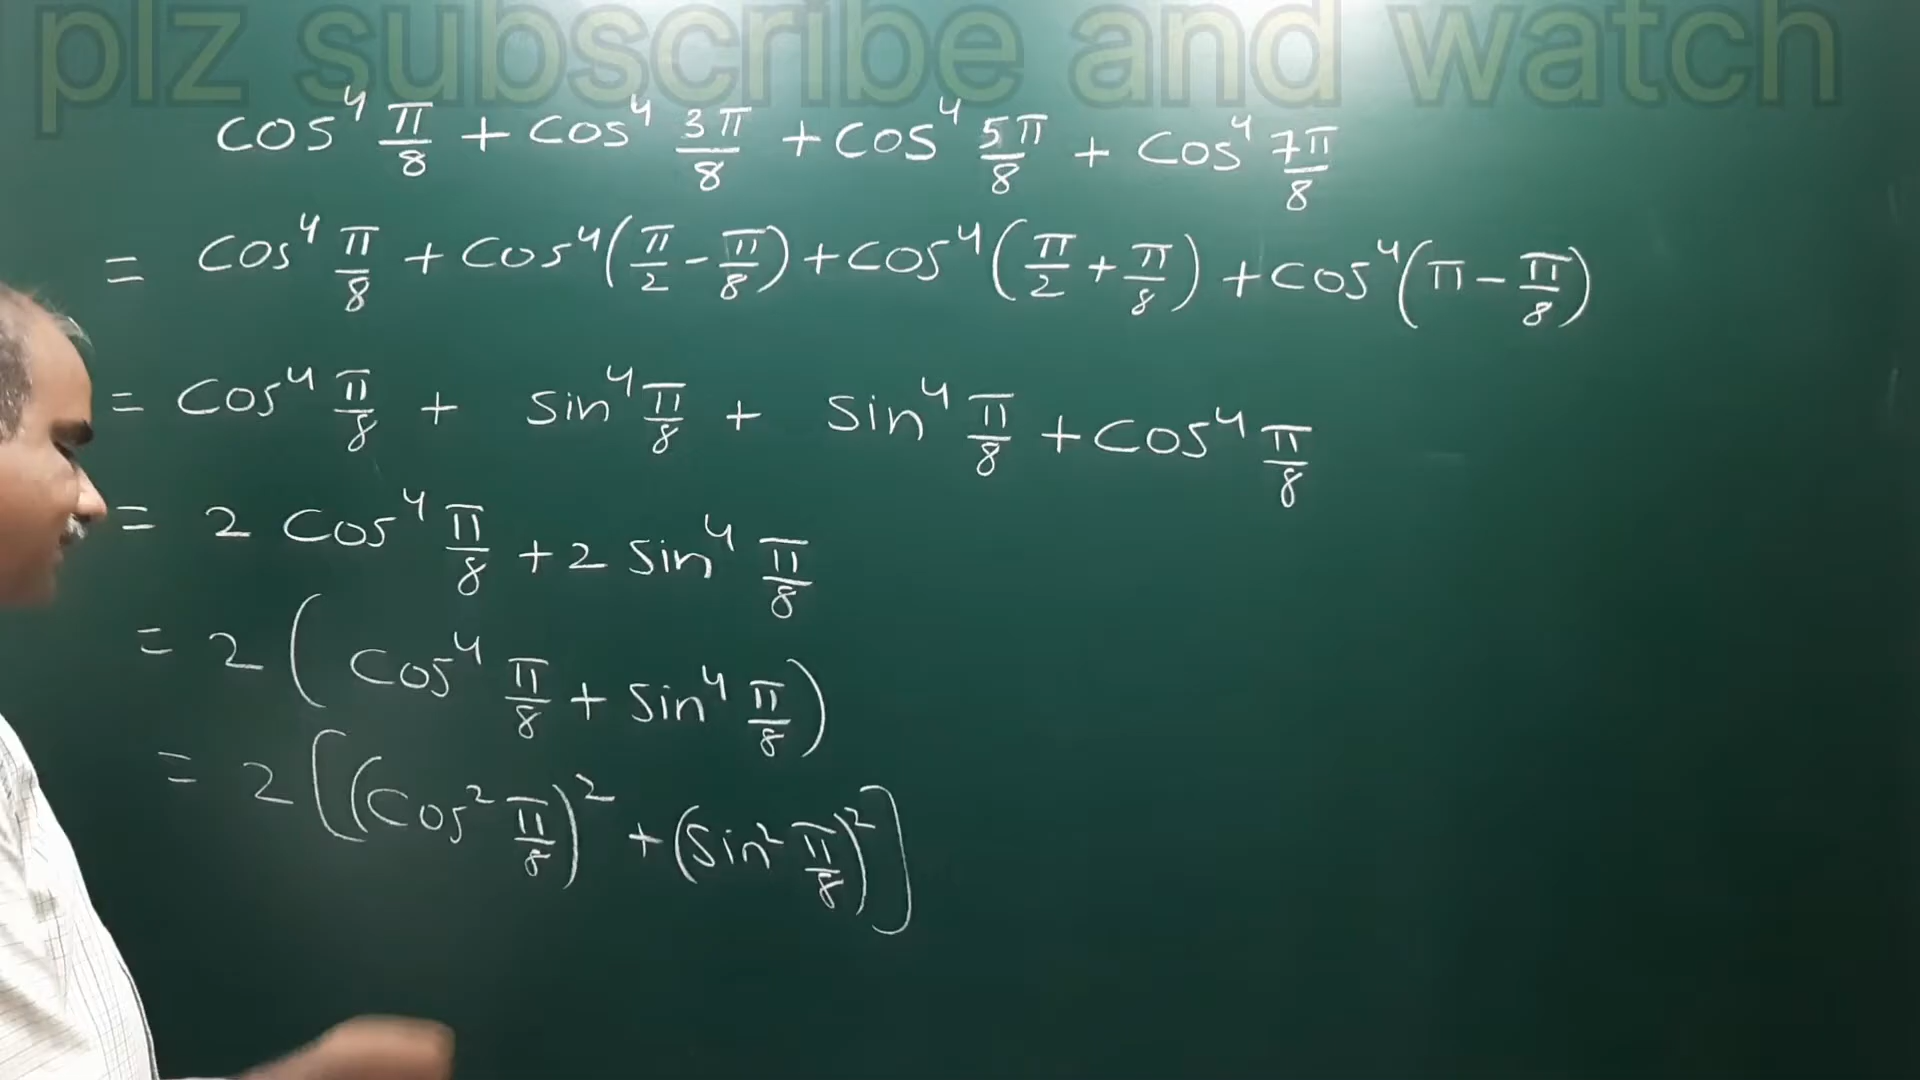 plz subscribe and watch
cos⁴ π/8 + cos⁴ 3π/8 + cos⁴ 5π/8 + cos⁴ 7π/8
= cos⁴ π/8 + cos⁴(π/2 - π/8) + cos⁴(π/2 + π/8) + cos⁴(π - π/8)
= cos⁴ π/8 + sin⁴ π/8 + sin⁴ π/8 + cos⁴ π/8
= 2 cos⁴ π/8 + 2 sin⁴ π/8
= 2 (cos⁴ π/8 + sin⁴ π/8)
= 2 [(cos² π/8)² + (sin² π/8)²]